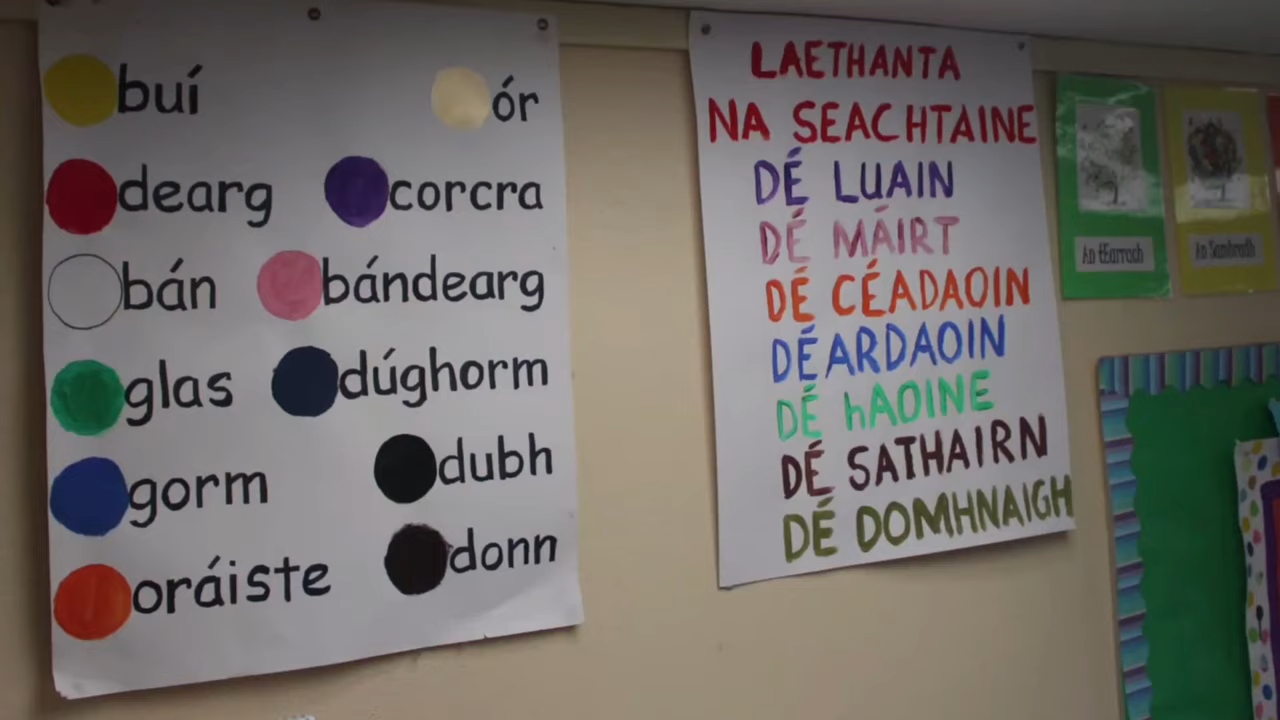 buí
ór
dearg
corcra
bán
bándearg
glas
dúghorm
gorm
dubh
oráiste
donn
LAETHANTA
NA SEACHTAINE
DÉ LUAIN
DÉ MÁIRT
DÉ CÉADAOIN
DÉARDAOIN
DÉ hAOINE
DÉ SATHAIRN
DÉ DOMHNAIGH
An tEarrach
An Samhradh